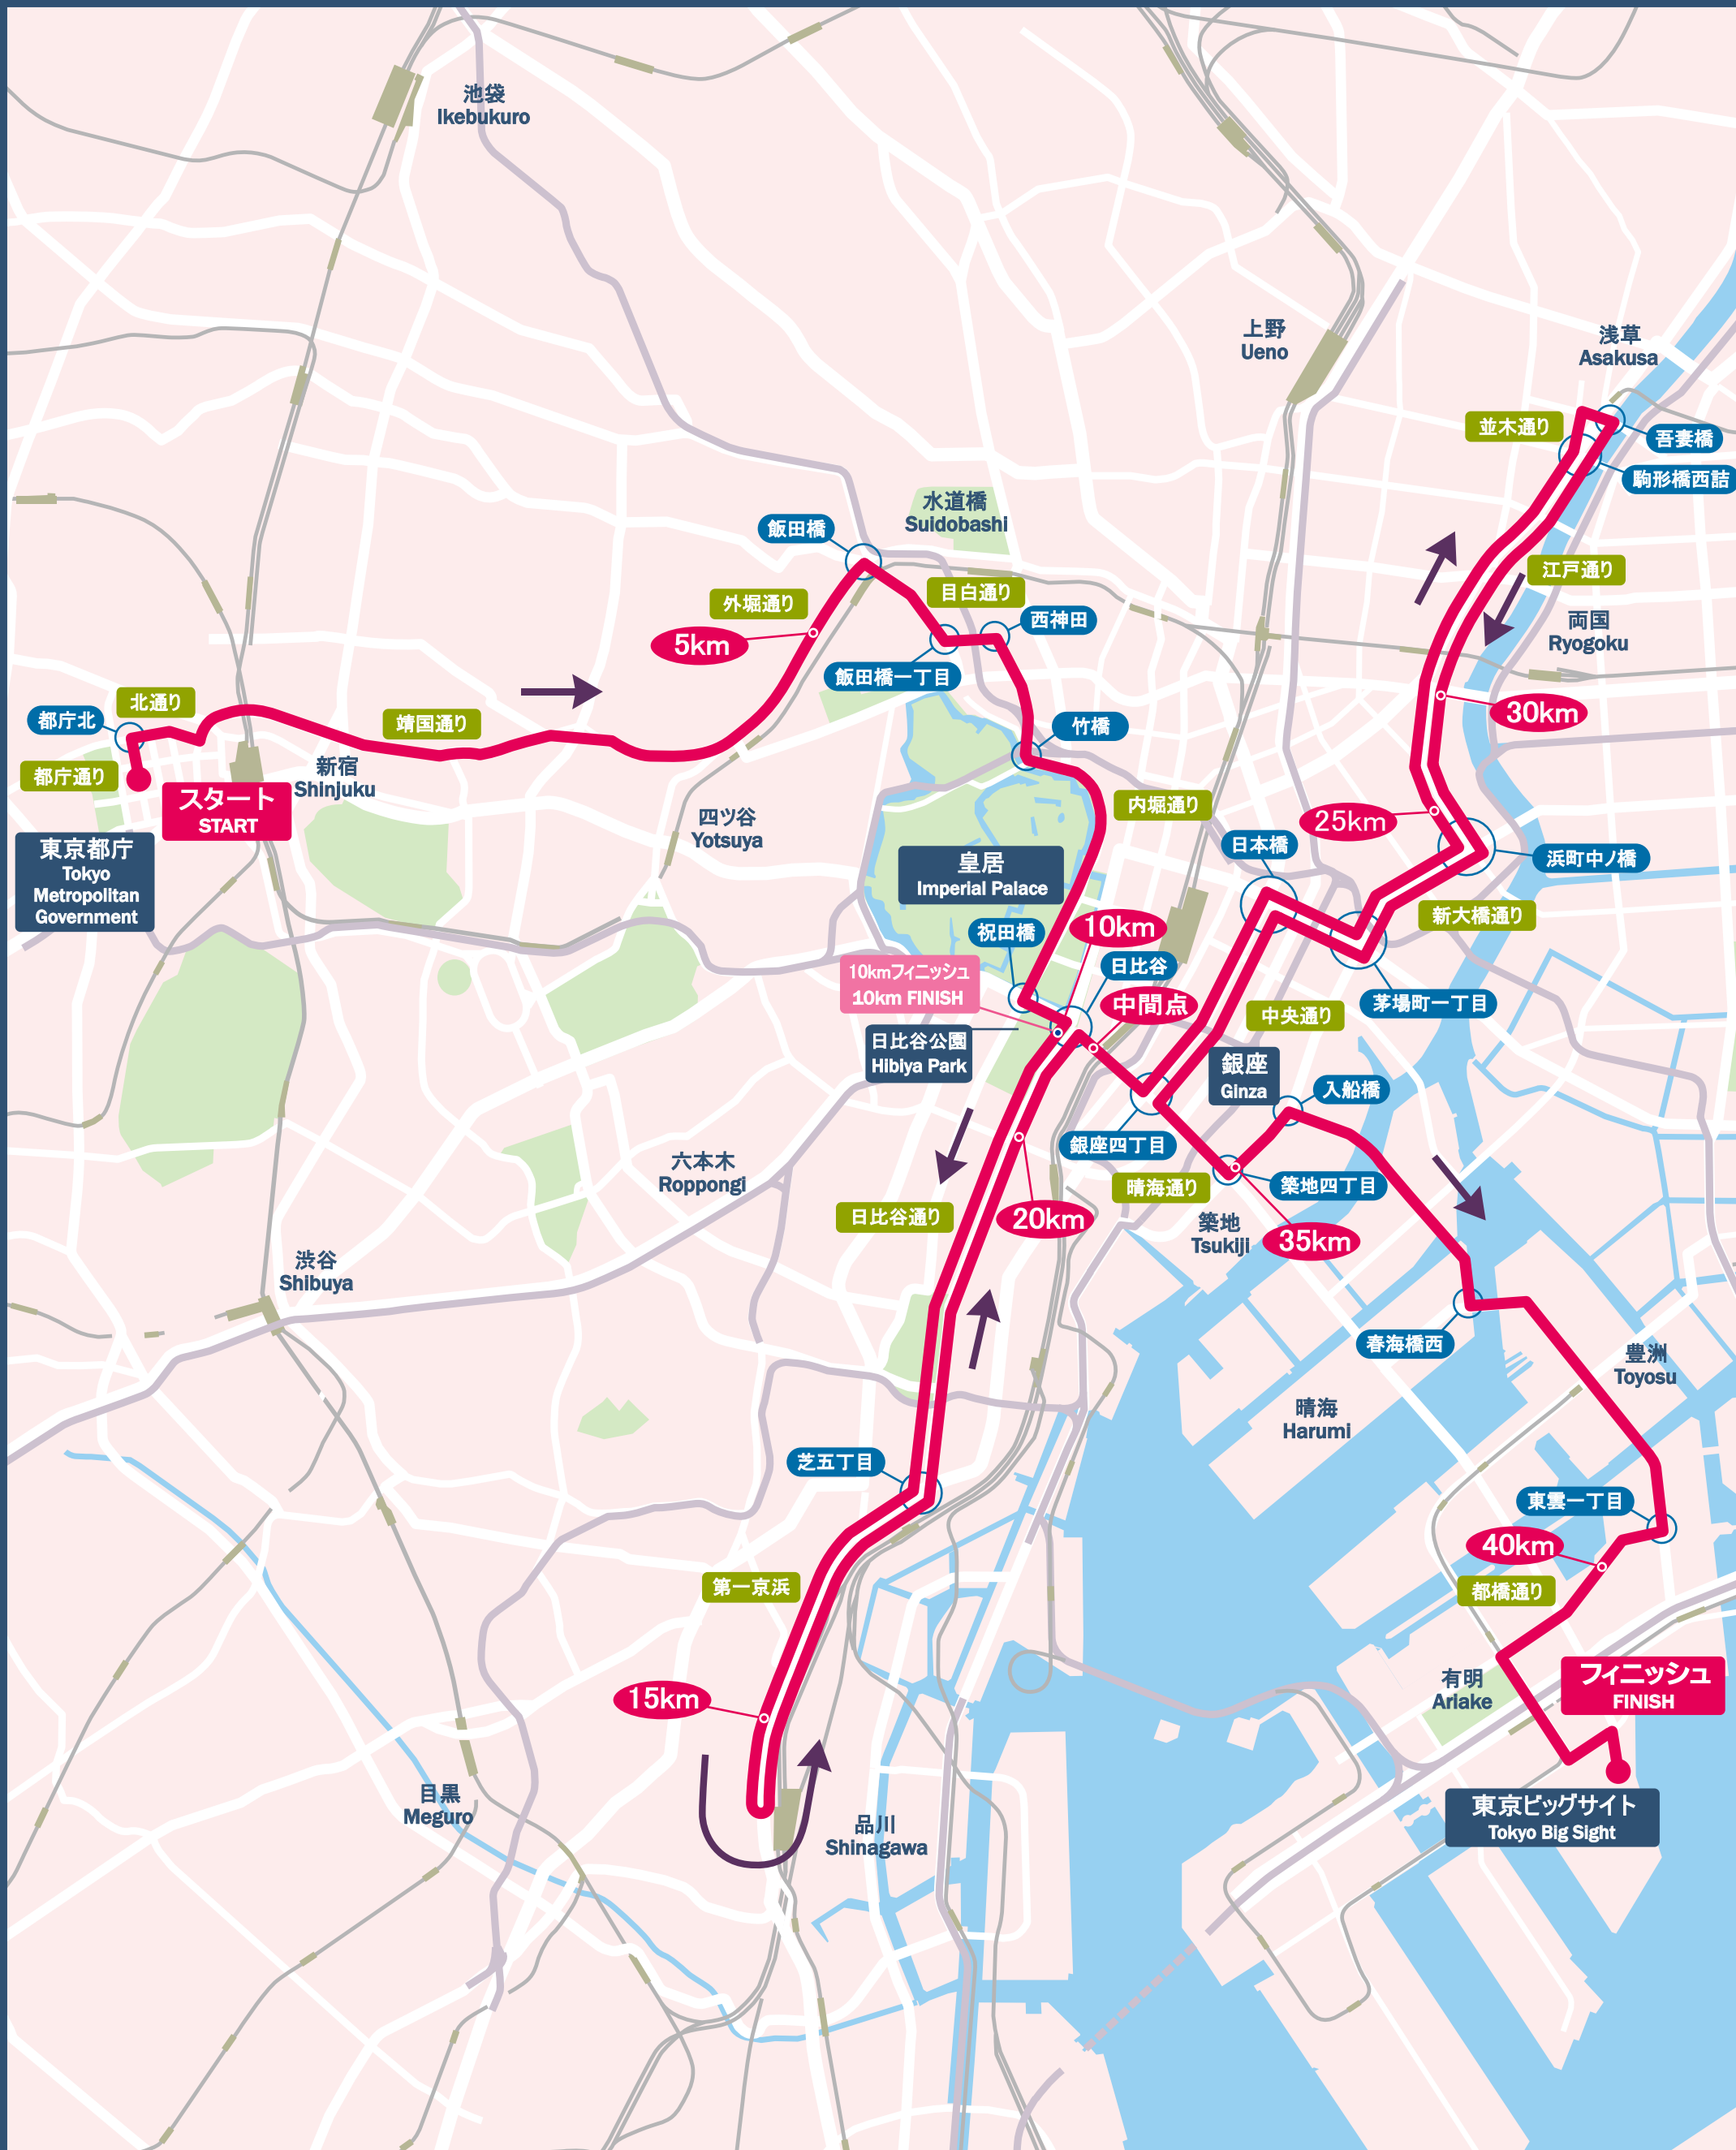 池袋
Ikebukuro
上野
Ueno
浅草
Asakusa
並木通り
吾妻橋
駒形橋西詰
水道橋
Suidobashi
飯田橋
目白通り
江戸通り
外堀通り
西神田
両国
Ryogoku
5km
飯田橋一丁目
北通り
都庁北
靖国通り
30km
竹橋
都庁通り
新宿
Shinjuku
スタート
START
内堀通り
四ツ谷
Yotsuya
25km
日本橋
浜町中ノ橋
東京都庁
Tokyo
Metropolitan
Government
皇居
Imperial Palace
新大橋通り
祝田橋
10km
10kmフィニッシュ
10km FINISH
日比谷
中間点
茅場町一丁目
中央通り
日比谷公園
Hibiya Park
銀座
Ginza
入船橋
銀座四丁目
六本木
Roppongi
晴海通り
築地四丁目
日比谷通り
20km
築地
Tsukiji
35km
渋谷
Shibuya
春海橋西
豊洲
Toyosu
晴海
Harumi
芝五丁目
東雲一丁目
40km
第一京浜
都橋通り
15km
有明
Ariake
フィニッシュ
FINISH
目黒
Meguro
品川
Shinagawa
東京ビッグサイト
Tokyo Big Sight